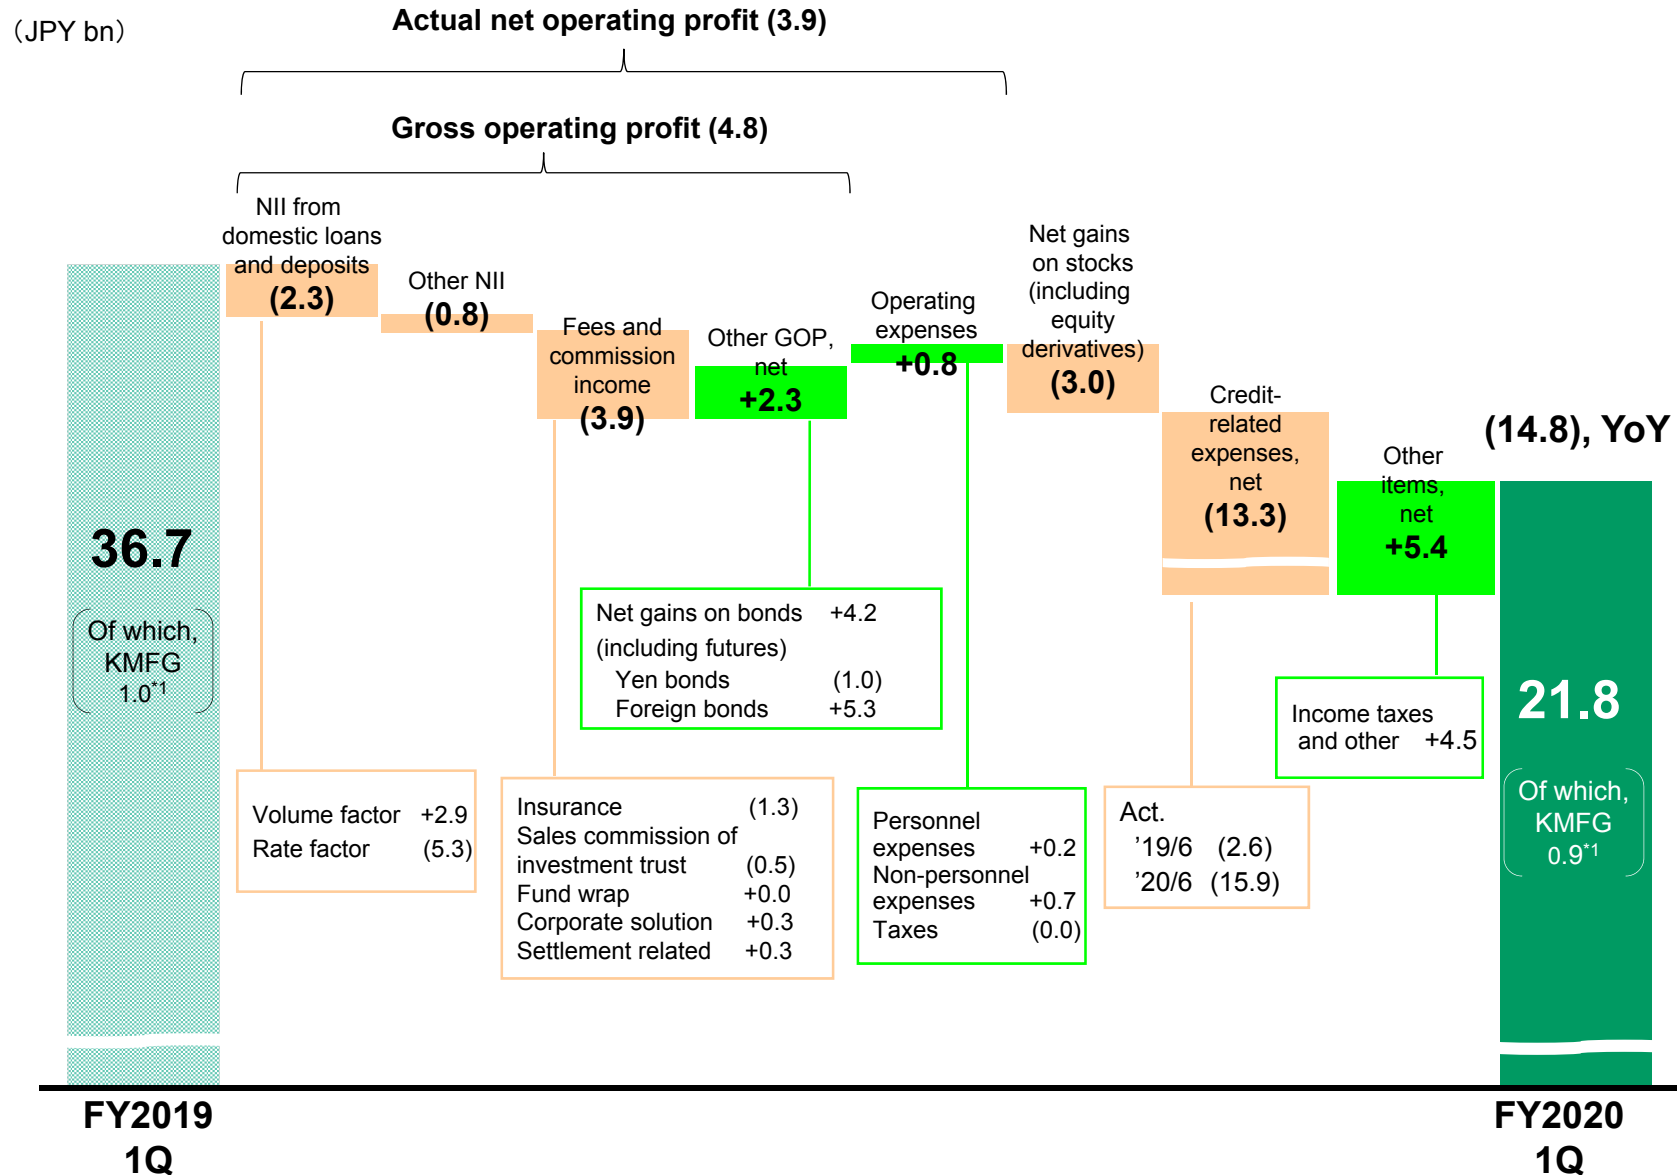 （JPY bn）
Actual net operating profit (3.9)
Gross operating profit (4.8)
NII from
domestic loans
and deposits
(2.3)
Other NII
(0.8)
Fees and
commission
income
(3.9)
Other GOP,
net
+2.3
Operating
expenses
+0.8
Net gains
on stocks
(including
equity
derivatives)
(3.0)
Credit-
related
expenses,
net
(13.3)
Other
items,
net
+5.4
(14.8), YoY
36.7
Of which,
KMFG
1.0*1
21.8
Of which,
KMFG
0.9*1
Net gains on bonds +4.2
(including futures)
Yen bonds (1.0)
Foreign bonds +5.3
Income taxes
and other +4.5
Volume factor +2.9
Rate factor (5.3)
Insurance (1.3)
Sales commission of
investment trust (0.5)
Fund wrap +0.0
Corporate solution +0.3
Settlement related +0.3
Personnel
expenses +0.2
Non-personnel
expenses +0.7
Taxes (0.0)
Act.
’19/6 (2.6)
’20/6 (15.9)
FY2019
1Q
FY2020
1Q